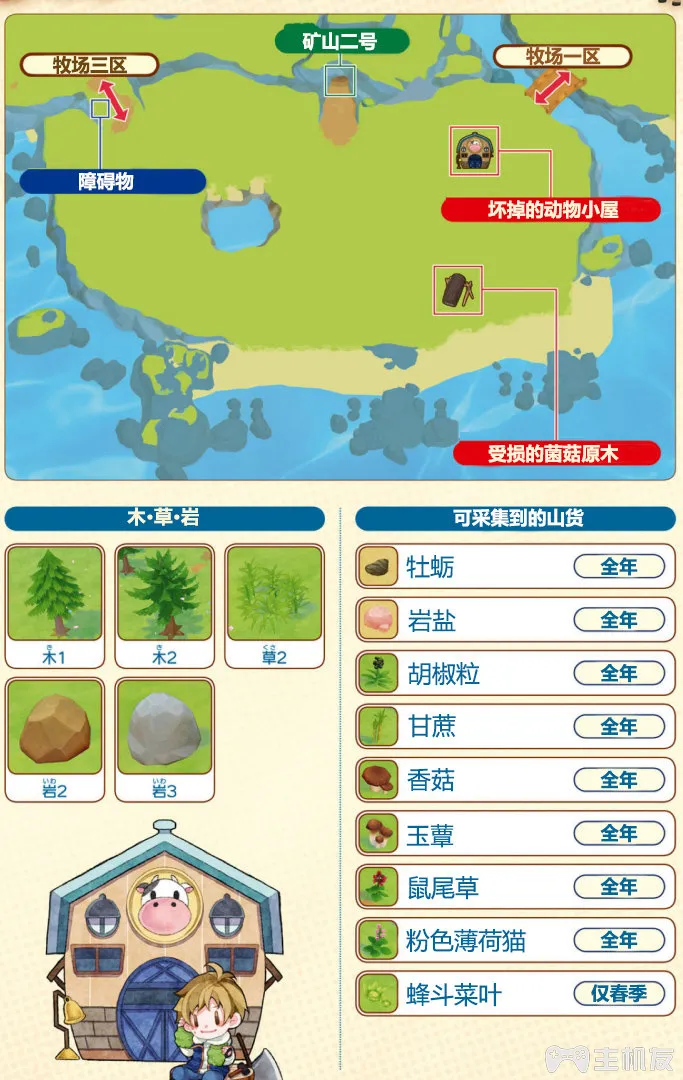 矿山二号
牧场三区
牧场一区
障碍物
坏掉的动物小屋
受损的菌菇原木
木·草·岩
木1
木2
草2
岩2
岩3
可采集到的山货
牡蛎 全年
岩盐 全年
胡椒粒 全年
甘蔗 全年
香菇 全年
玉蕈 全年
鼠尾草 全年
粉色薄荷猫 全年
蜂斗菜叶 仅春季
主机友